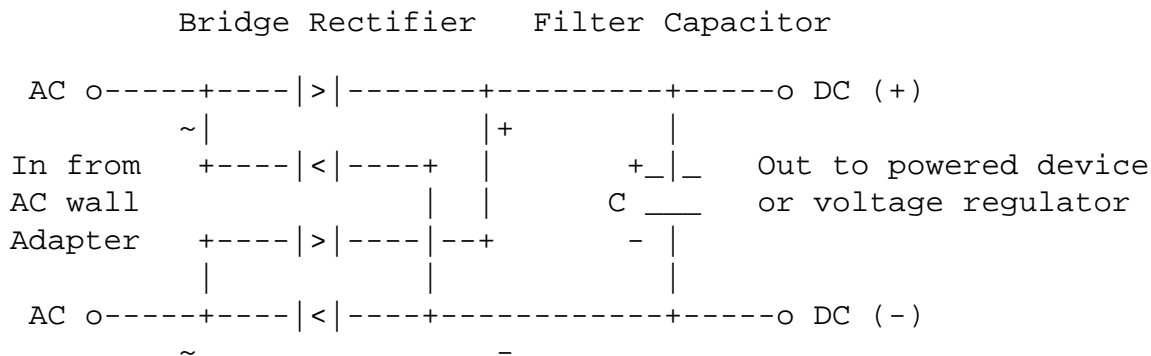 Bridge Rectifier   Filter Capacitor
AC o-----+----|>|-------+---------+-----o DC (+)
~|                |+         |
In from   +----|<|----+  |       +_|_   Out to powered device
AC wall               |  |      C ___   or voltage regulator
Adapter   +----|>|----|--+       - |
|             |            |
AC o-----+----|<|----+------------+-----o DC (-)
~                 -